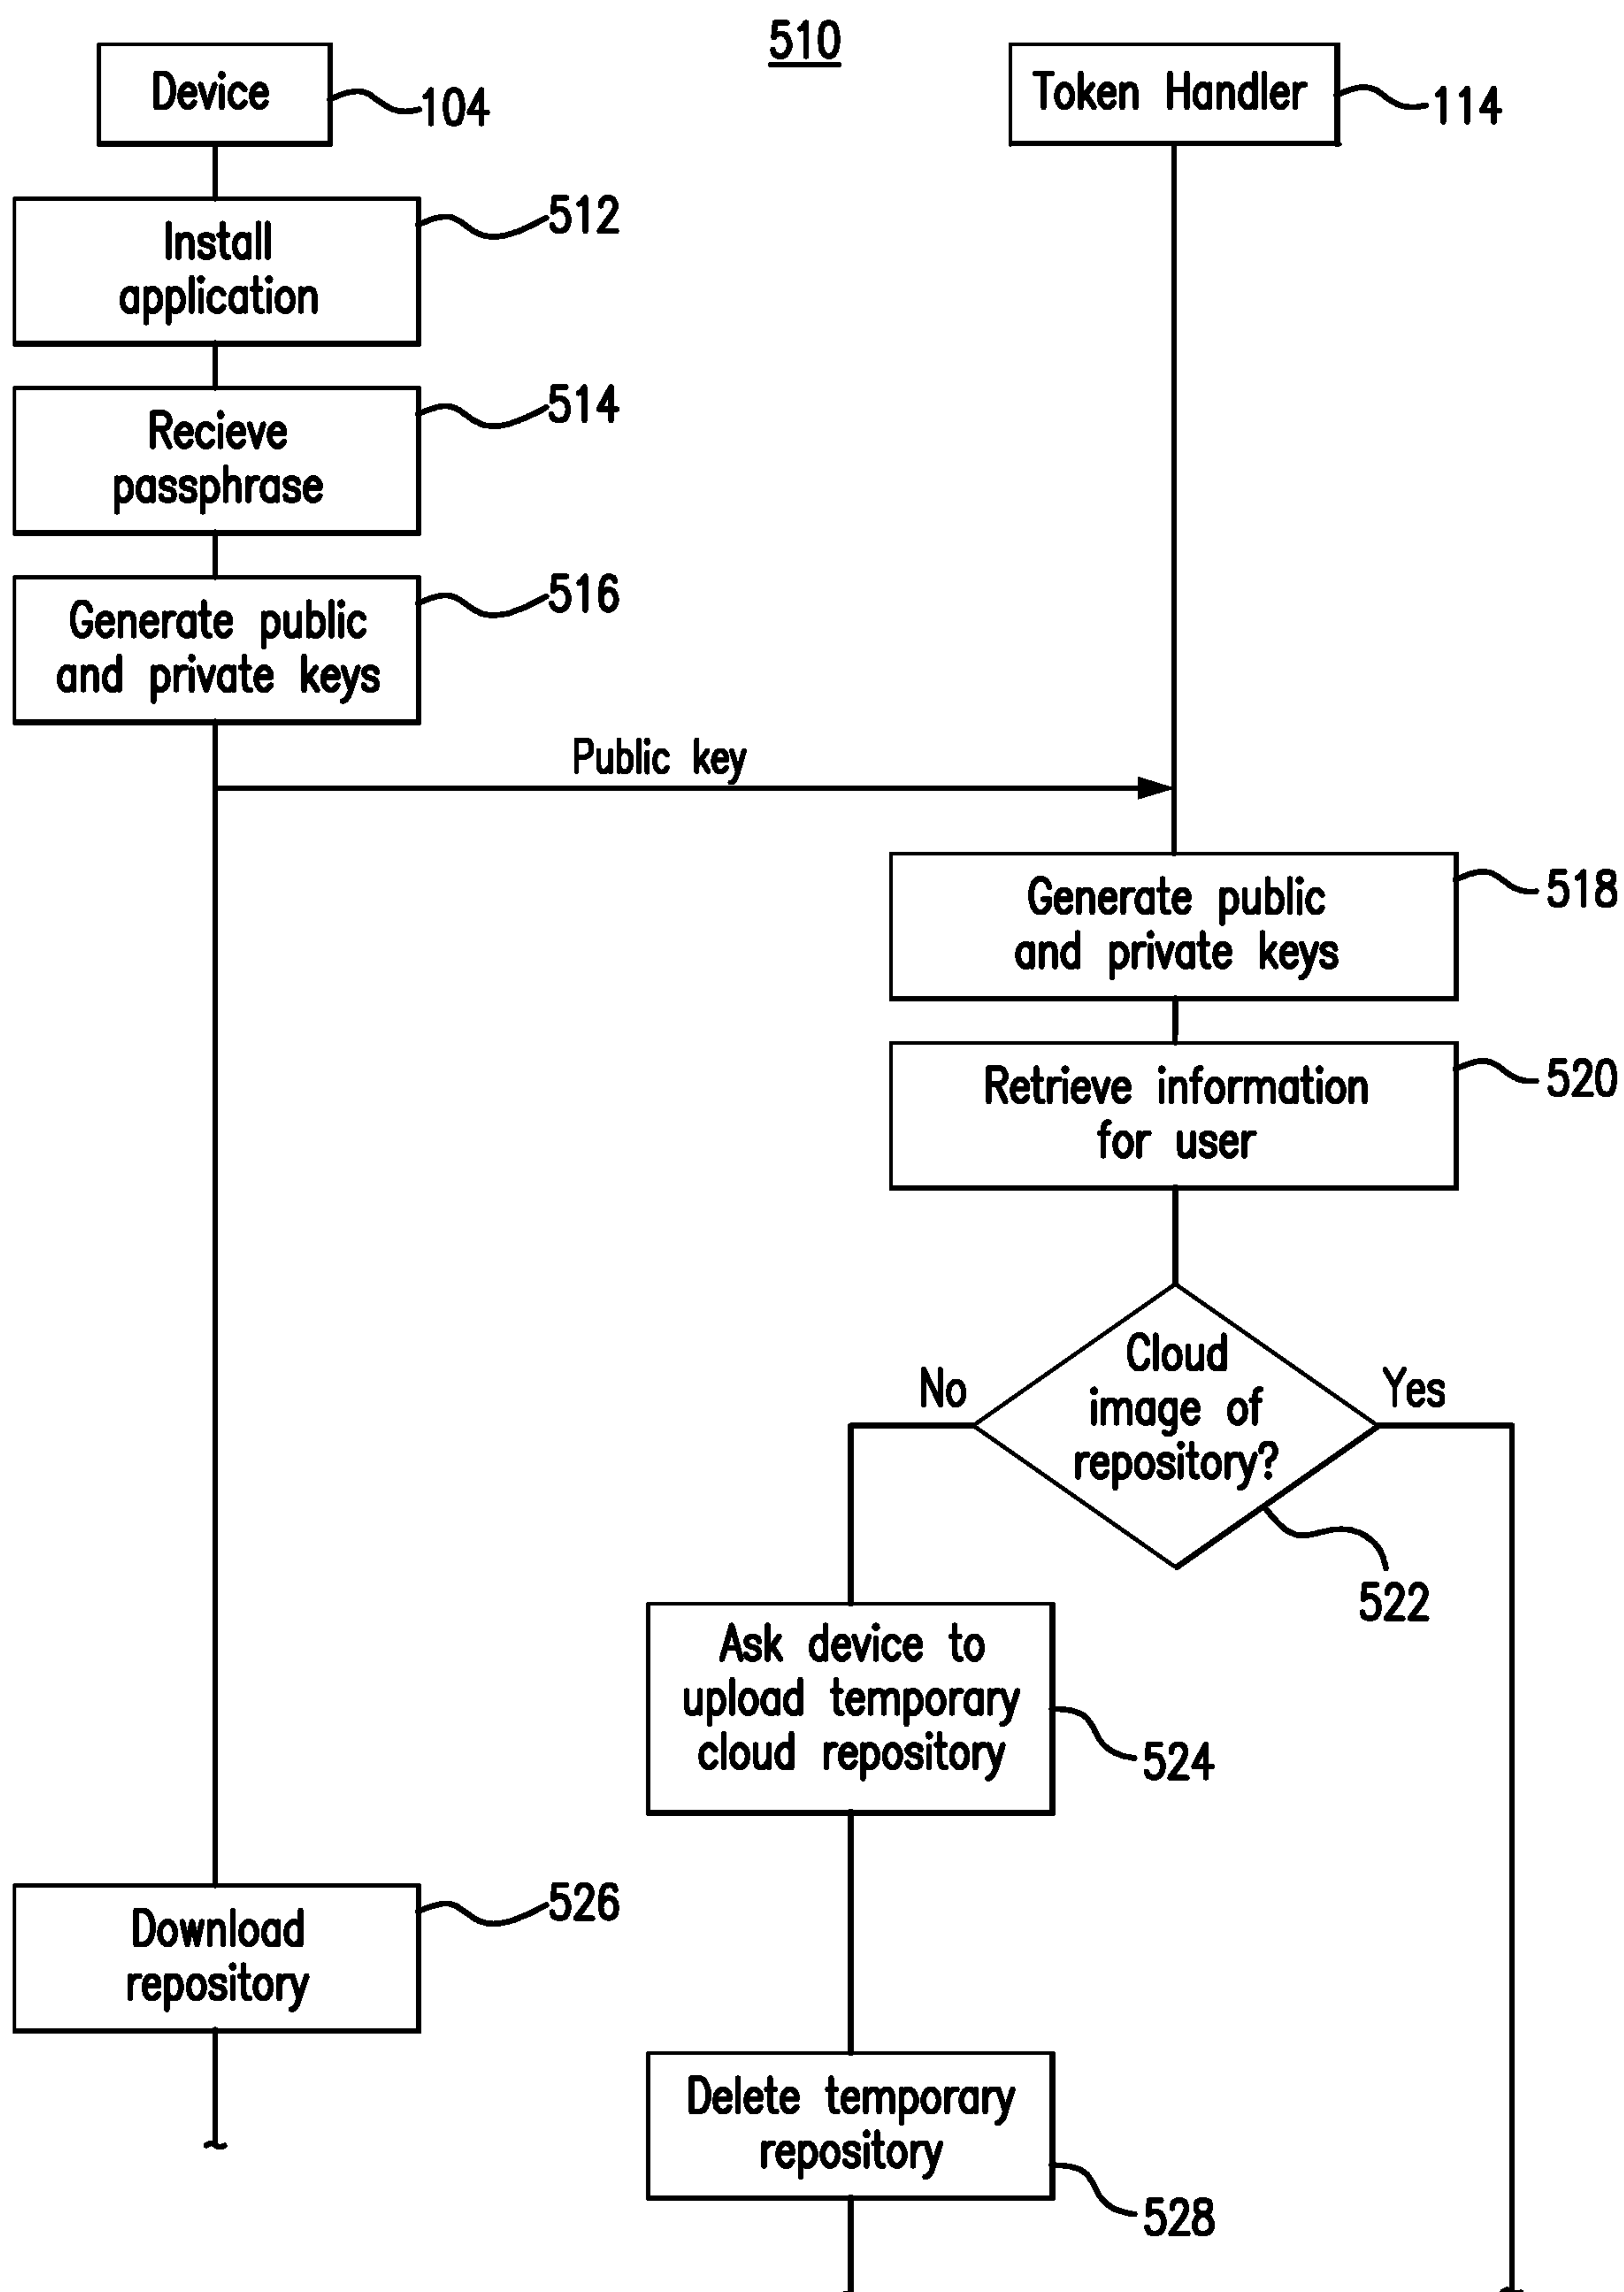 510
Device
104
Token Handler
114
Install
application
512
Recieve
passphrase
514
Generate public
and private keys
516
Public key
Generate public
and private keys
518
Retrieve information
for user
520
Cloud
image of
repository?
No
Yes
522
Ask device to
upload temporary
cloud repository
524
Download
repository
526
Delete temporary
repository
528